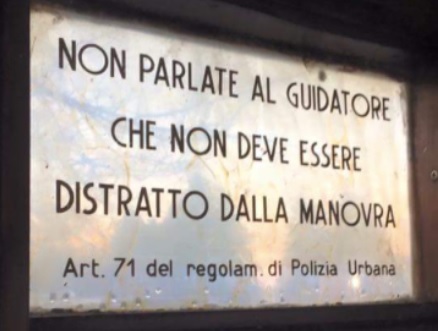 NON PARLATE AL GUIDATORE
CHE NON DEVE ESSERE
DISTRATTO DALLA MANOVRA
Art. 71 del regolam. di Polizia Urbana